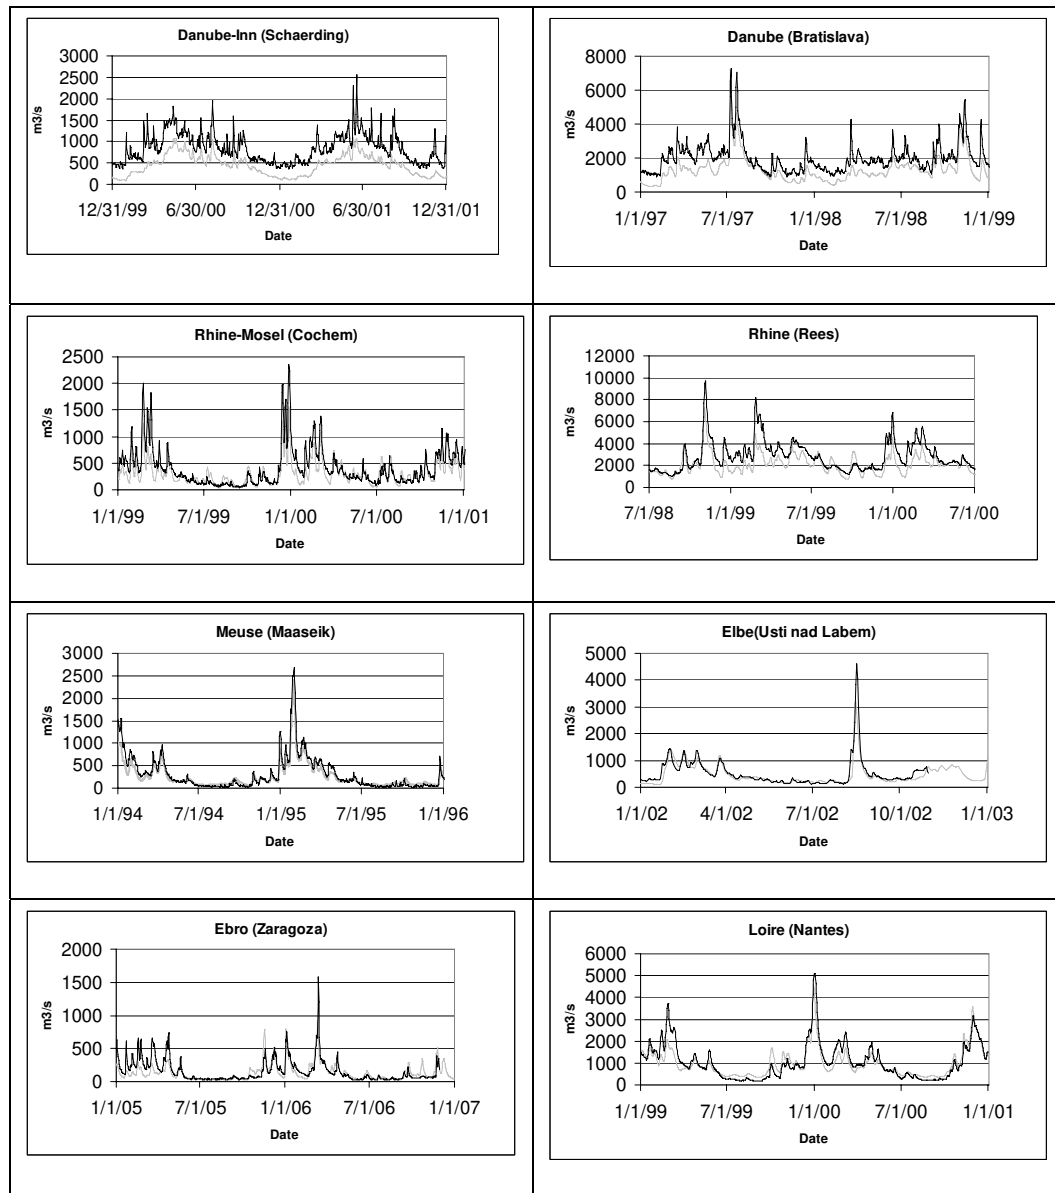 Danube-Inn (Schaerding)
m3/s
3000
2500
2000
1500
1000
500
0
12/31/99 6/30/00 12/31/00 6/30/01 12/31/01
Date
Danube (Bratislava)
m3/s
8000
6000
4000
2000
0
1/1/97 7/1/97 1/1/98 7/1/98 1/1/99
Date
Rhine-Mosel (Cochem)
m3/s
2500
2000
1500
1000
500
0
1/1/99 7/1/99 1/1/00 7/1/00 1/1/01
Date
Rhine (Rees)
m3/s
12000
10000
8000
6000
4000
2000
0
7/1/98 1/1/99 7/1/99 1/1/00 7/1/00
Date
Meuse (Maaseik)
m3/s
3000
2500
2000
1500
1000
500
0
1/1/94 7/1/94 1/1/95 7/1/95 1/1/96
Date
Elbe(Usti nad Labem)
m3/s
5000
4000
3000
2000
1000
0
1/1/02 4/1/02 7/1/02 10/1/02 1/1/03
Date
Ebro (Zaragoza)
m3/s
2000
1500
1000
500
0
1/1/05 7/1/05 1/1/06 7/1/06 1/1/07
Date
Loire (Nantes)
m3/s
6000
5000
4000
3000
2000
1000
0
1/1/99 7/1/99 1/1/00 7/1/00 1/1/01
Date